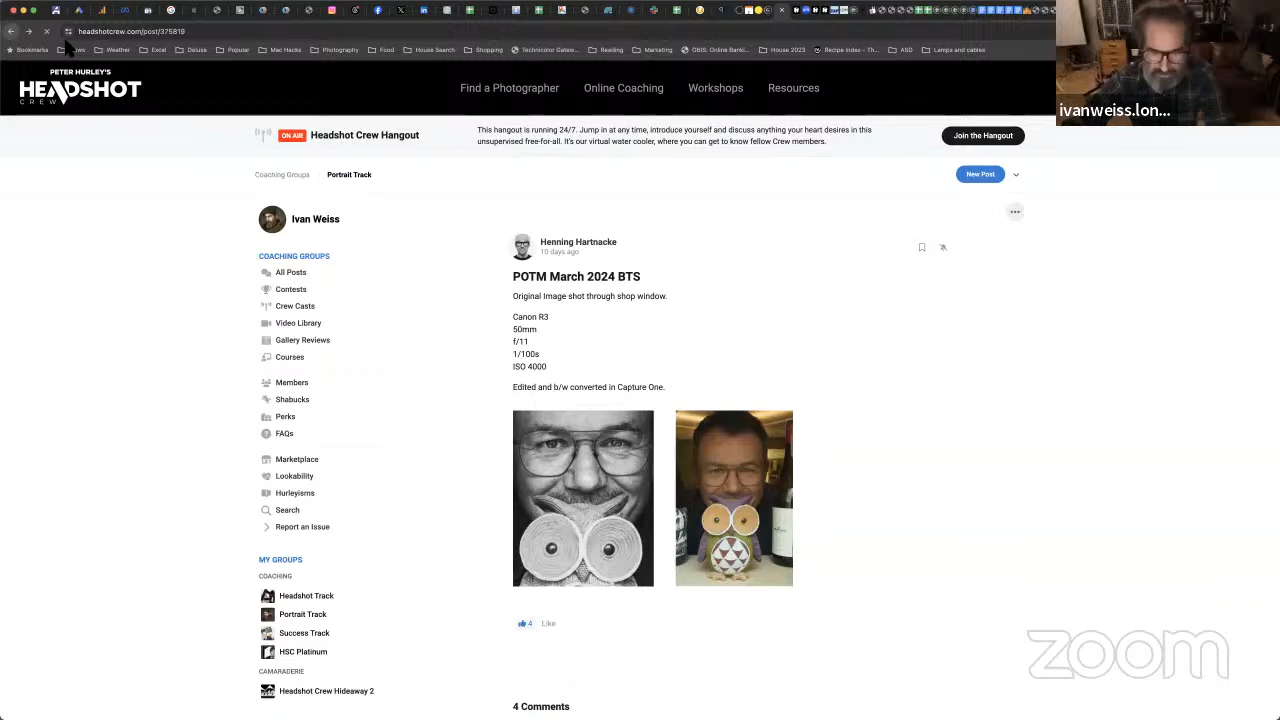 headshotcrew.com/post/375819
Bookmarks
Weather
Excel
Deluse
Popular
Mac Hecks
Photography
Food
House Search
Shopping
Technicolor Gatew...
Reading
Marketing
House 2023
Recipe Index - Th...
ASD
Lamps and cables
ivanweiss.lon...
PETER HURLEY'S
HEADSHOT
CREW
Find a Photographer
Online Coaching
Workshops
Resources
ON AIR
Headshot Crew Hangout
This hangout is running 24/7. Jump in at any time, introduce yourself and discuss anything your heart desires in this
unsupervised free-for-all. It's our virtual water cooler, where you can get to know fellow Crew members.
Join the Hangout
Coaching Groups
Portrait Track
New Post
Ivan Weiss
COACHING GROUPS
All Posts
Contests
Crew Casts
Video Library
Gallery Reviews
Courses
Members
Shabucks
Perks
FAQs
Marketplace
Lookability
Hurleyisms
Search
Report an Issue
MY GROUPS
COACHING
Headshot Track
Portrait Track
Success Track
HSC Platinum
CAMARADERIE
Headshot Crew Hideaway 2
Henning Hartnacke
10 days ago
POTM March 2024 BTS
Original Image shot through shop window.
Canon R3
50mm
f/11
1/100s
ISO 4000
Edited and b/w converted in Capture One.
4
Like
4 Comments
zoom